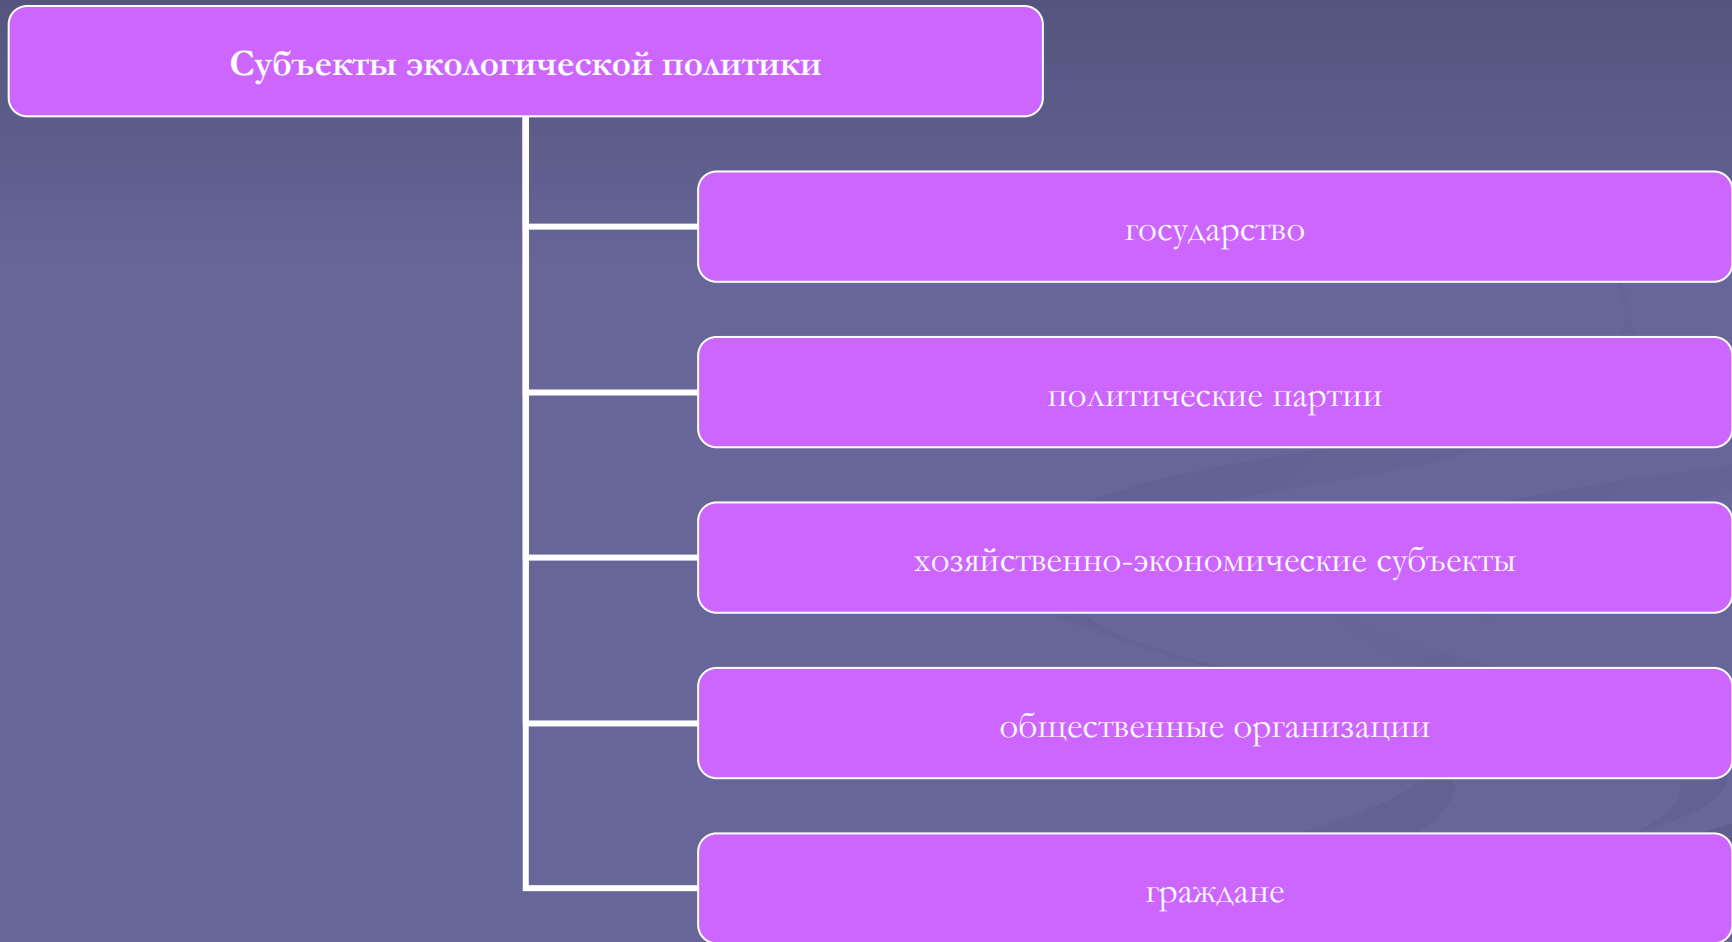 Субъекты экологической политики
государство
политические партии
хозяйственно-экономические субъекты
общественные организации
граждане